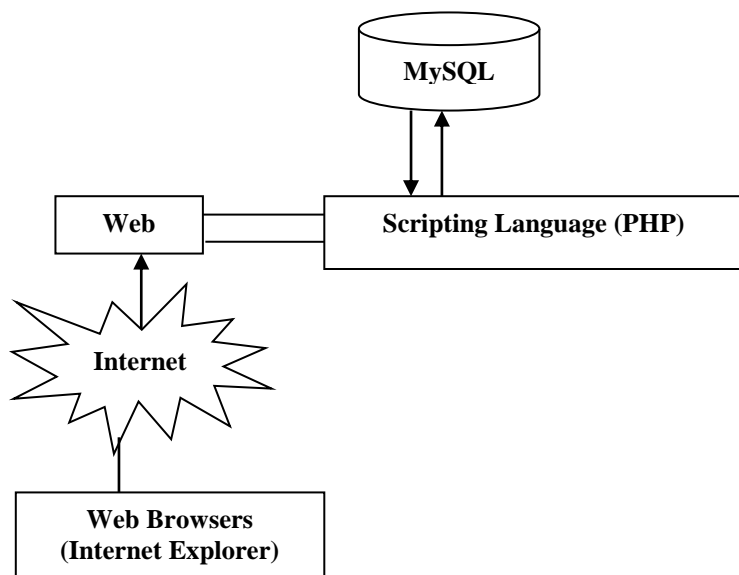 MySQL
Web
Scripting Language (PHP)
Internet
Web Browsers
(Internet Explorer)